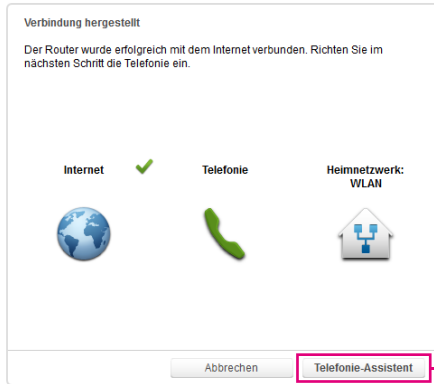 Verbindung hergestellt
Der Router wurde erfolgreich mit dem Internet verbunden. Richten Sie im
nächsten Schritt die Telefonie ein.
Internet
Telefonie
Heimnetzwerk:
WLAN
Abbrechen
Telefonie-Assistent